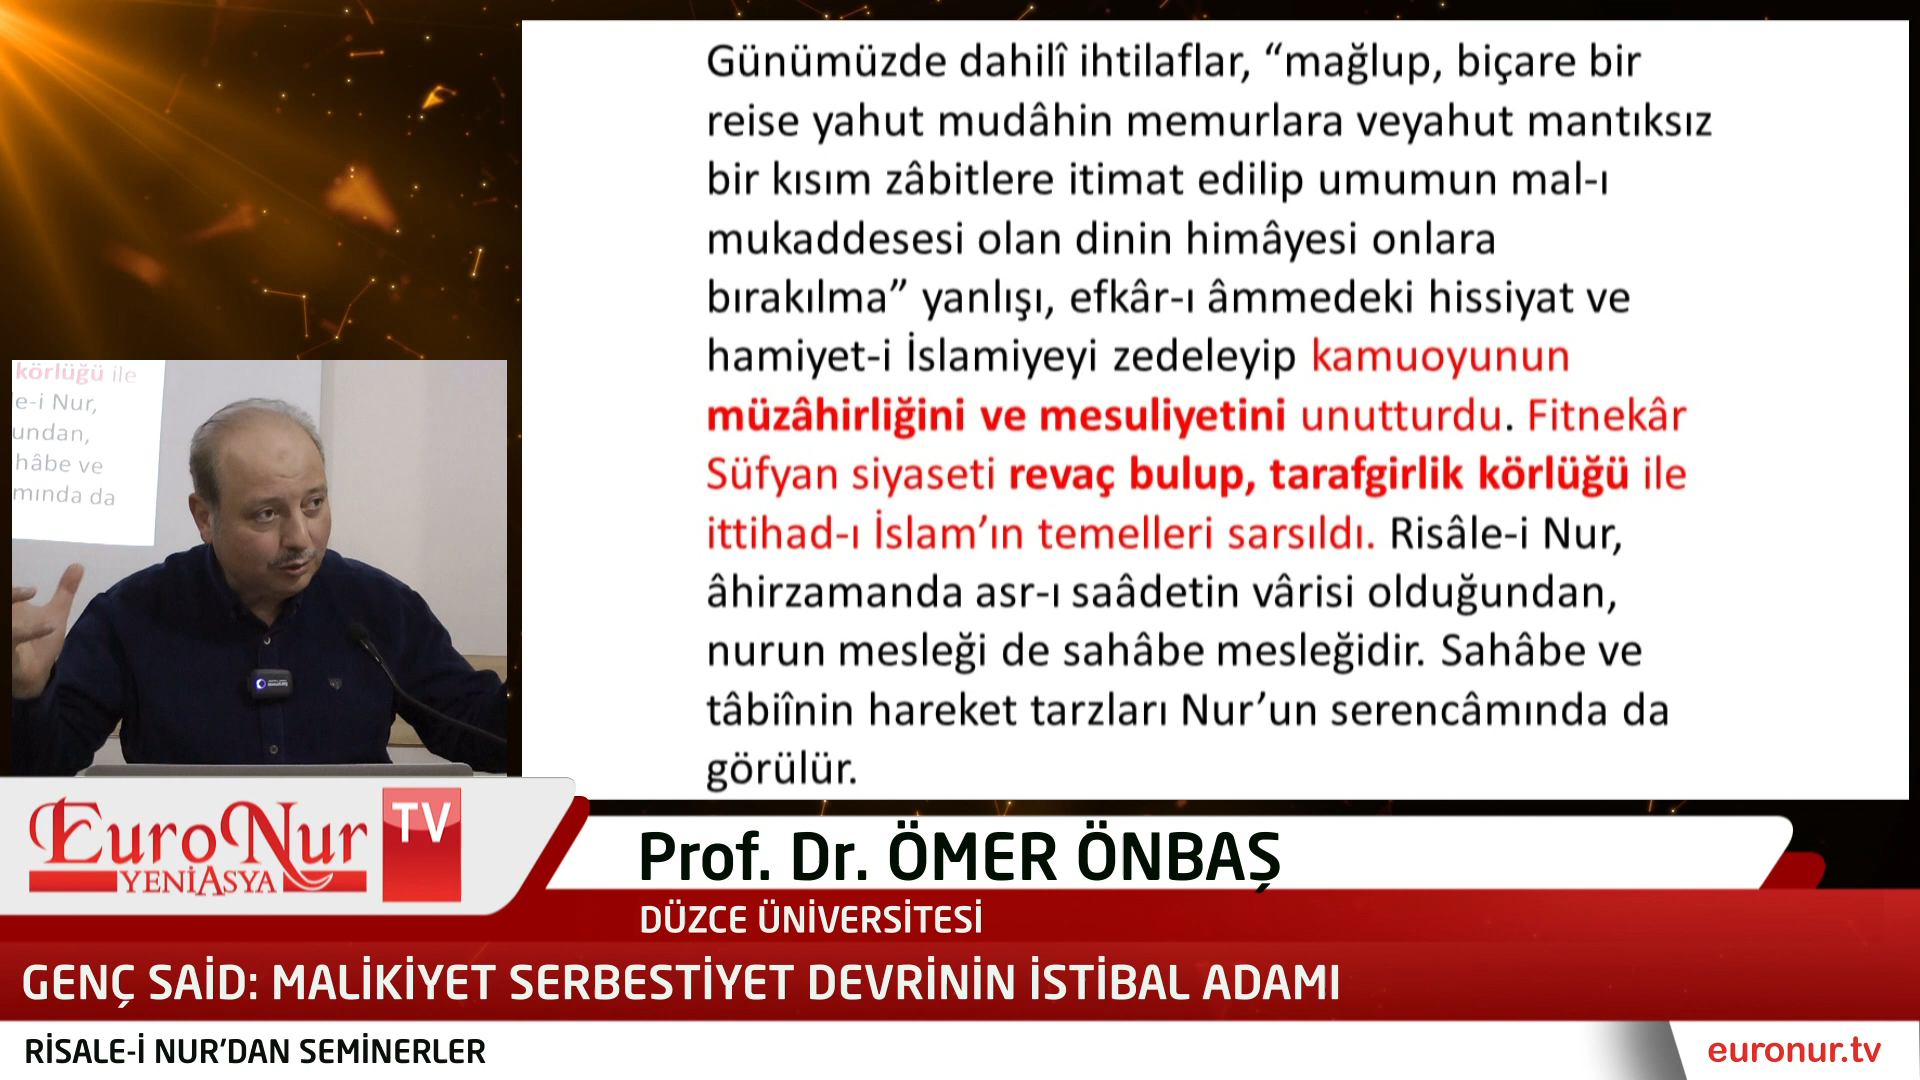 Günümüzde dahilî ihtilaflar, “mağlup, biçare bir
reise yahut mudâhin memurlara veyahut mantıksız
bir kısım zâbitlere itimat edilip umumun mal-ı
mukaddesesi olan dinin himâyesi onlara
bırakılma” yanlışı, efkâr-ı âmmedeki hissiyat ve
hamiyet-i İslamiyeyi zedeleyip kamuoyunun
müzâhirliğini ve mesuliyetini unutturdu. Fitnekâr
Süfyan siyaseti revaç bulup, tarafgirlik körlüğü ile
ittihad-ı İslam’ın temelleri sarsıldı. Risâle-i Nur,
âhirzamanda asr-ı saâdetin vârisi olduğundan,
nurun mesleği de sahâbe mesleğidir. Sahâbe ve
tâbiînin hareket tarzları Nur’un serencâmında da
görülür.
körlüğü ile
e-i Nur,
undan,
hâbe ve
mında da
EuroNur TV
YENİASYA
Prof. Dr. ÖMER ÖNBAŞ
DÜZCE ÜNİVERSİTESİ
GENÇ SAİD: MALİKİYET SERBESTİYET DEVRİNİN İSTİBAL ADAMI
RİSALE-İ NUR’DAN SEMİNERLER
euronur.tv